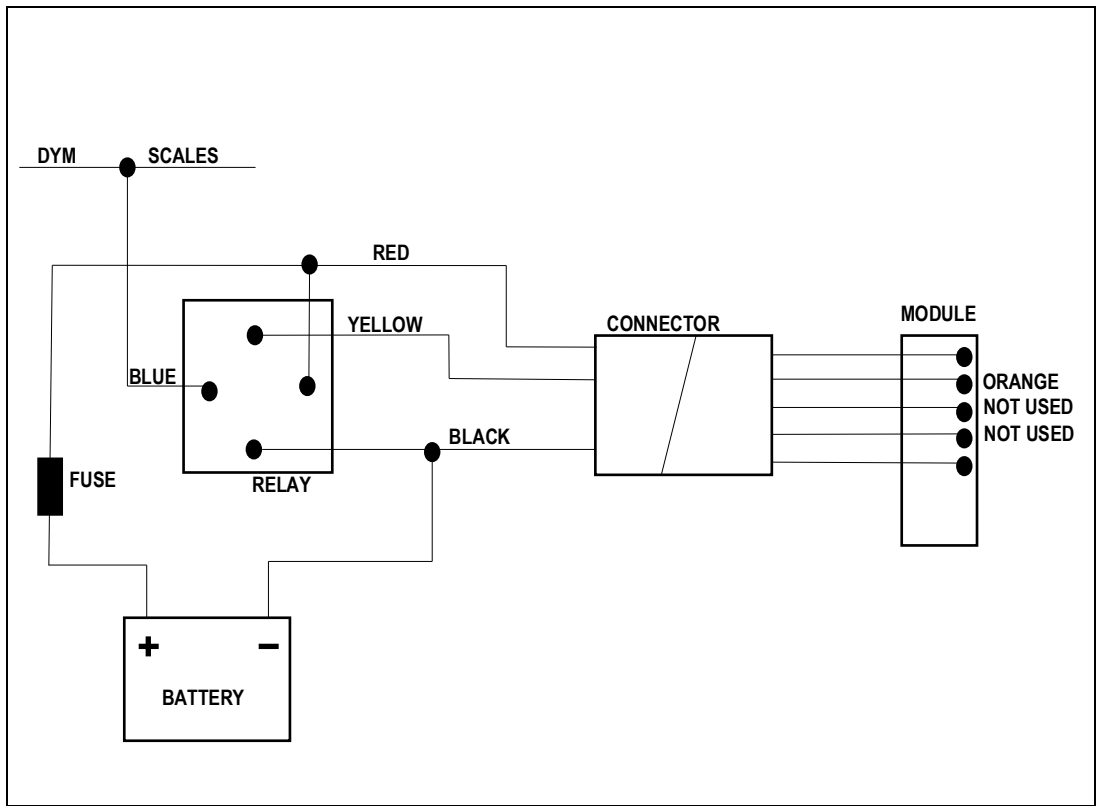 DYM SCALES
RED
YELLOW
CONNECTOR
MODULE
BLUE
ORANGE
NOT USED
NOT USED
BLACK
FUSE
RELAY
+ −
BATTERY